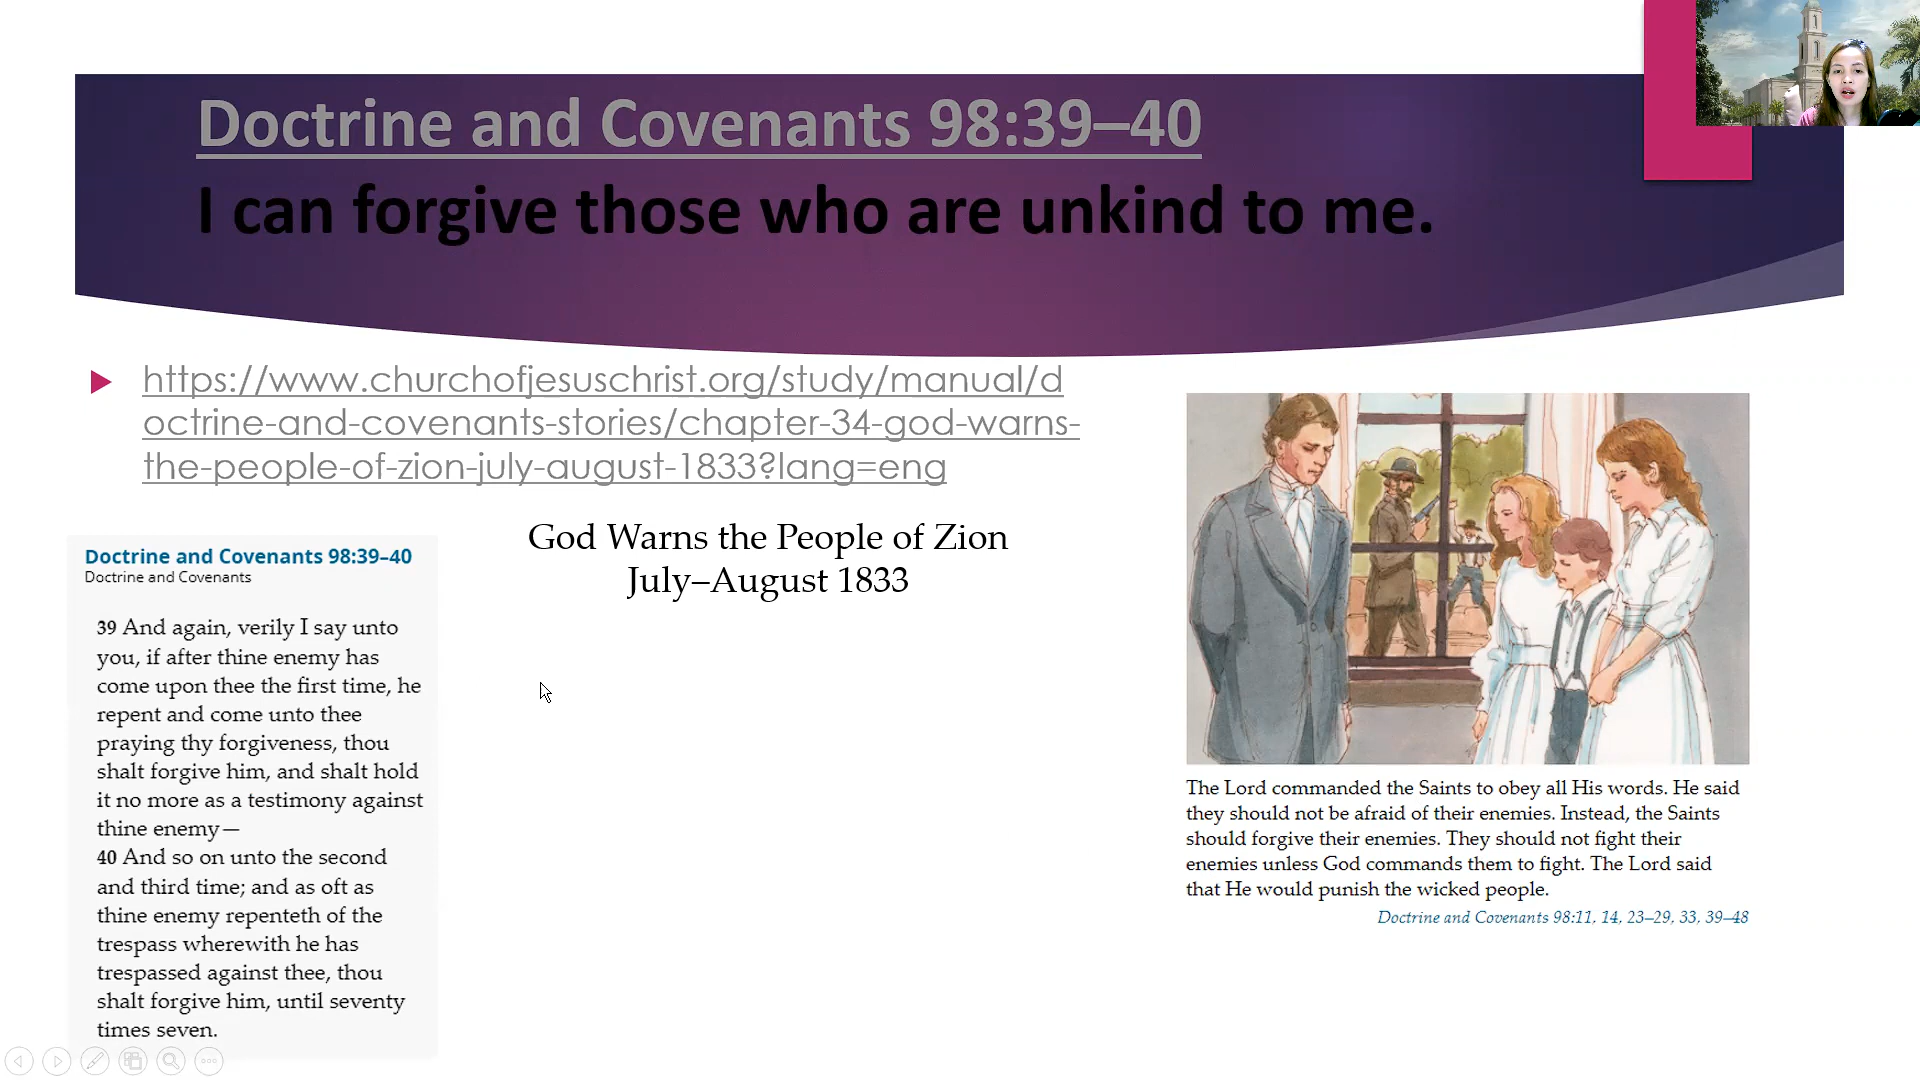 Doctrine and Covenants 98:39–40
I can forgive those who are unkind to me.
https://www.churchofjesuschrist.org/study/manual/d
octrine-and-covenants-stories/chapter-34-god-warns-
the-people-of-zion-july-august-1833?lang=eng
God Warns the People of Zion
July–August 1833
Doctrine and Covenants 98:39–40
Doctrine and Covenants
39 And again, verily I say unto
you, if after thine enemy has
come upon thee the first time, he
repent and come unto thee
praying thy forgiveness, thou
shalt forgive him, and shalt hold
it no more as a testimony against
thine enemy—
40 And so on unto the second
and third time; and as oft as
thine enemy repenteth of the
trespass wherewith he has
trespassed against thee, thou
shalt forgive him, until seventy
times seven.
The Lord commanded the Saints to obey all His words. He said
they should not be afraid of their enemies. Instead, the Saints
should forgive their enemies. They should not fight their
enemies unless God commands them to fight. The Lord said
that He would punish the wicked people.
Doctrine and Covenants 98:11, 14, 23–29, 33, 39–48